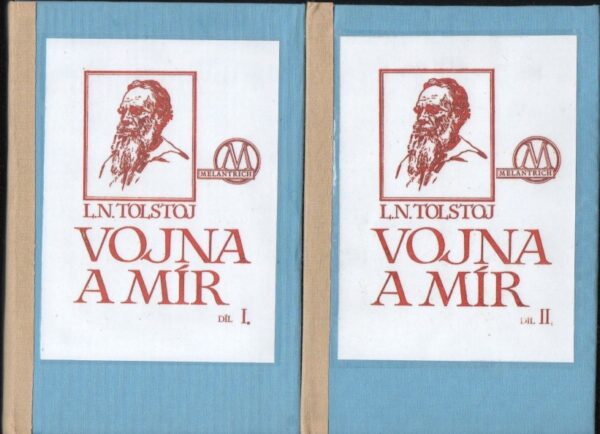 M
MELANTRICH
L.N.TOLSTOJ
VOJNA
A MÍR
DÍL I.
M
MELANTRICH
L.N.TOLSTOJ
VOJNA
A MÍR
DÍL II.